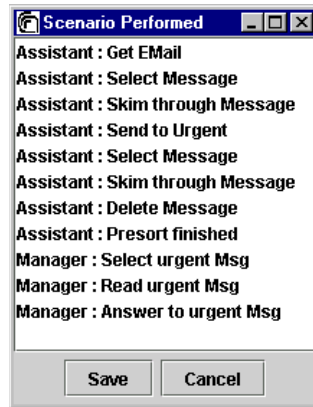 Scenario Performed
Assistant : Get EMail
Assistant : Select Message
Assistant : Skim through Message
Assistant : Send to Urgent
Assistant : Select Message
Assistant : Skim through Message
Assistant : Delete Message
Assistant : Presort finished
Manager : Select urgent Msg
Manager : Read urgent Msg
Manager : Answer to urgent Msg
Save Cancel